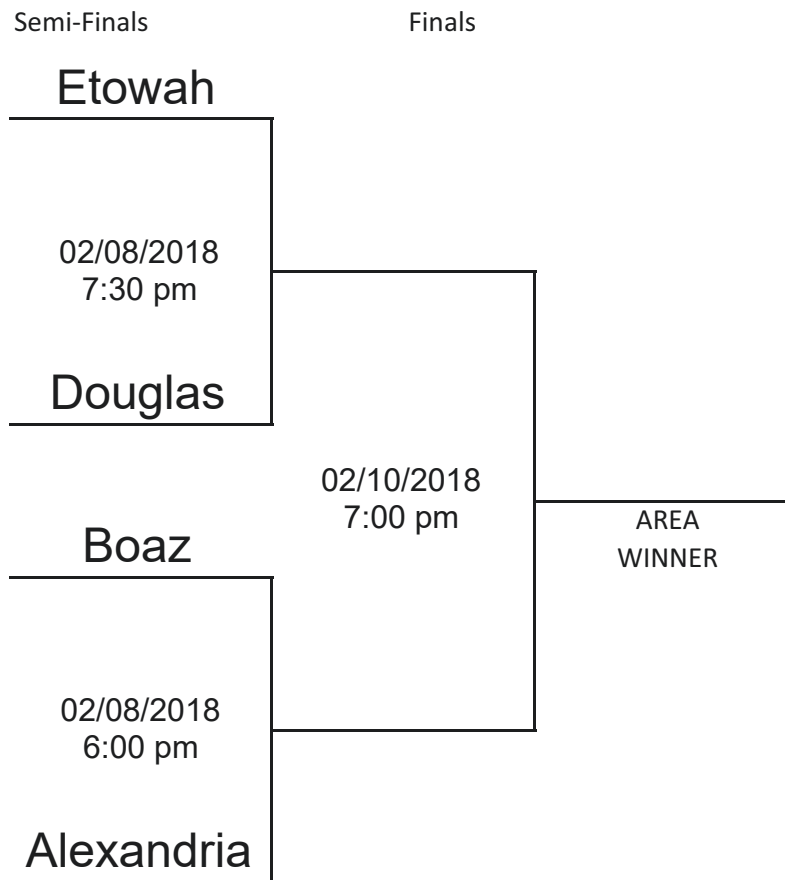 Semi-Finals
Finals
Etowah
02/08/2018
7:30 pm
Douglas
02/10/2018
7:00 pm
AREA
WINNER
Boaz
02/08/2018
6:00 pm
Alexandria